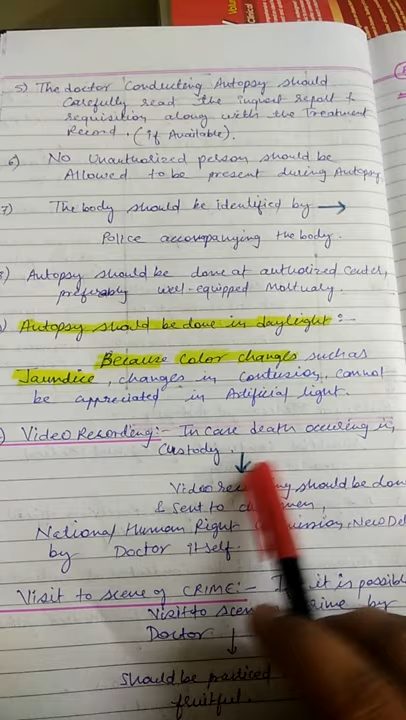 5) The doctor Conducting Autopsy should
Carefully read the inquest report &
requisition along with the Treatment
Record. (if Available).
6) No Unauthorized person should be
Allowed to be present during Autopsy
7) The body should be identified by →
Police accompanying the body.
8) Autopsy should be done at authorized center,
preferably well-equipped Mortuary.
) Autopsy should be done in daylight:-
Because Color changes such as
Jaundice, changes in Contusion, cannot
be appreciated in Artificial light.
) Video Recording:- In Case death occuring in
Custody.
Video recording should be done
& sent to
National Human Right Commission, New Del
by Doctor itself.
Visit to scene of CRIME:- If it is possible
Visit to scene crime by
Doctor
should be practiced
fruitful.